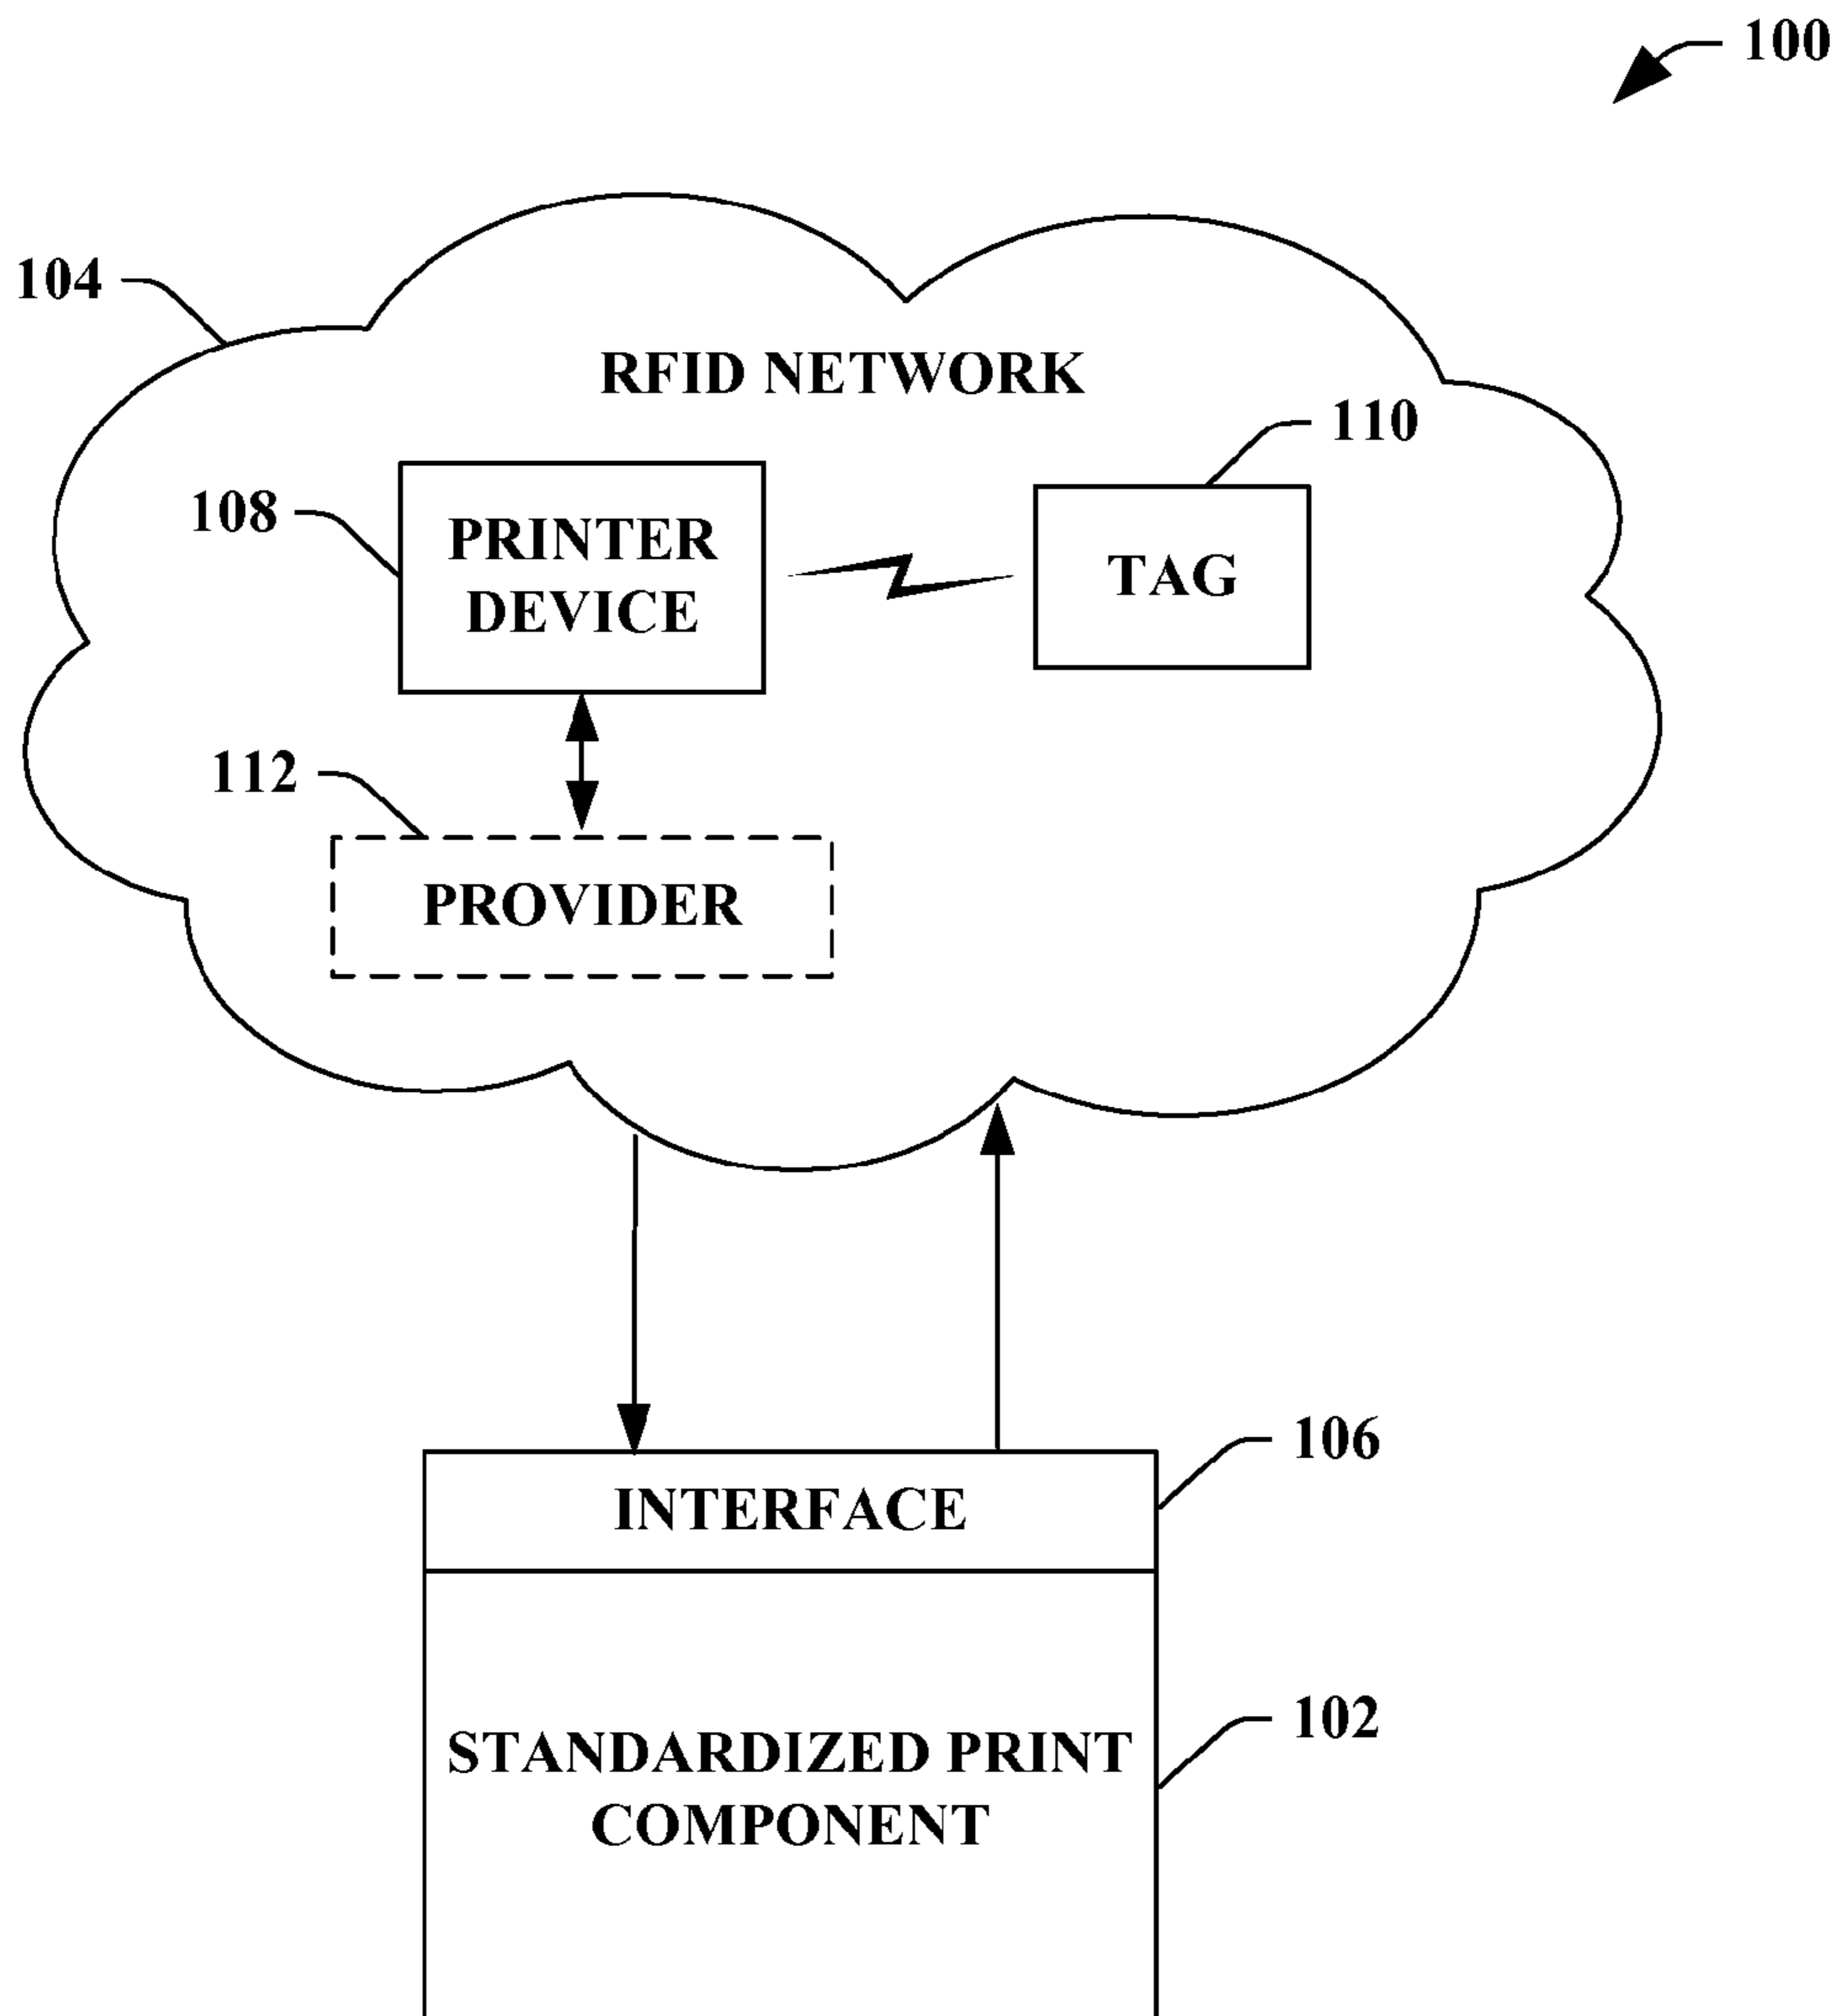 100
104
RFID NETWORK
110
108
PRINTER
DEVICE
TAG
112
PROVIDER
106
INTERFACE
102
STANDARDIZED PRINT
COMPONENT